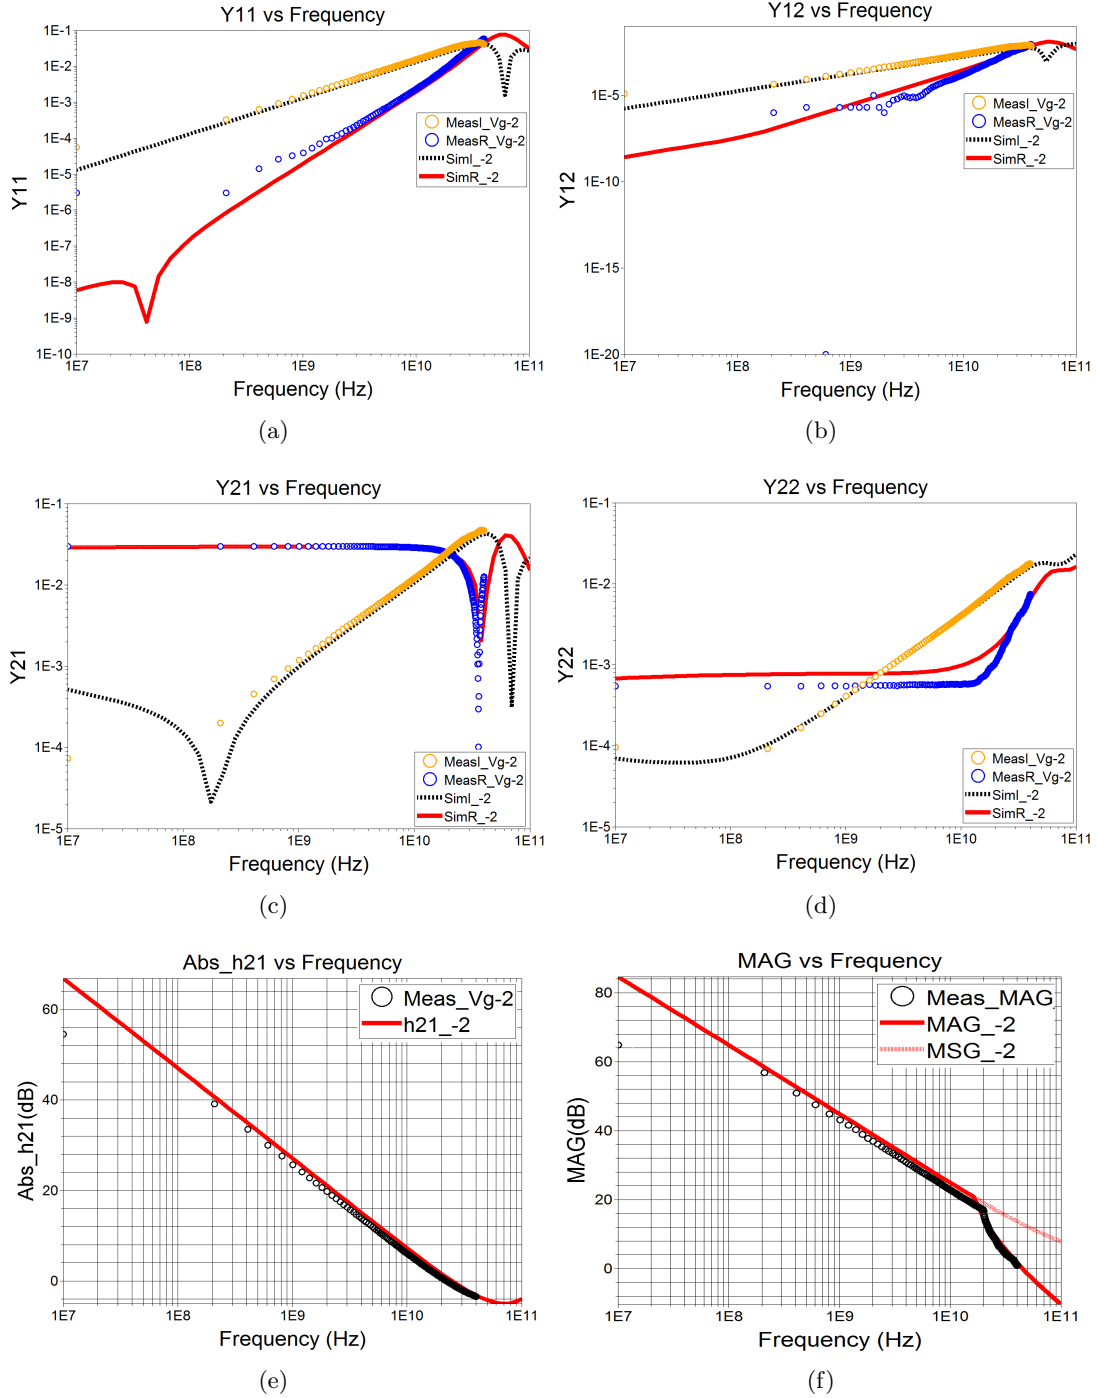 Y11 vs Frequency
1E-1
1E-2
1E-3
1E-4
1E-5
1E-6
1E-7
1E-8
1E-9
1E-10
Y11
MeasI_Vg-2
MeasR_Vg-2
SimI_-2
SimR_-2
1E7 1E8 1E9 1E10 1E11
Frequency (Hz)
(a)
Y12 vs Frequency
1E-5
1E-10
1E-15
1E-20
Y12
MeasI_Vg-2
MeasR_Vg-2
SimI_-2
SimR_-2
1E7 1E8 1E9 1E10 1E11
Frequency (Hz)
(b)
Y21 vs Frequency
1E-1
1E-2
1E-3
1E-4
1E-5
Y21
MeasI_Vg-2
MeasR_Vg-2
SimI_-2
SimR_-2
1E7 1E8 1E9 1E10 1E11
Frequency (Hz)
(c)
Y22 vs Frequency
1E-1
1E-2
1E-3
1E-4
1E-5
Y22
MeasI_Vg-2
MeasR_Vg-2
SimI_-2
SimR_-2
1E7 1E8 1E9 1E10 1E11
Frequency (Hz)
(d)
Abs_h21 vs Frequency
60
40
20
0
Abs_h21(dB)
Meas_Vg-2
h21_-2
1E7 1E8 1E9 1E10 1E11
Frequency (Hz)
(e)
MAG vs Frequency
80
60
40
20
0
MAG(dB)
Meas_MAG
MAG_-2
MSG_-2
1E7 1E8 1E9 1E10 1E11
Frequency (Hz)
(f)